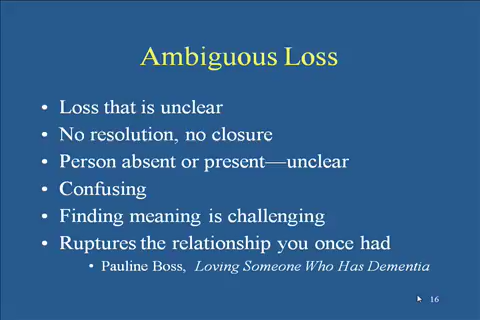 Ambiguous Loss
• Loss that is unclear
• No resolution, no closure
• Person absent or present—unclear
• Confusing
• Finding meaning is challenging
• Ruptures the relationship you once had
• Pauline Boss, Loving Someone Who Has Dementia
16